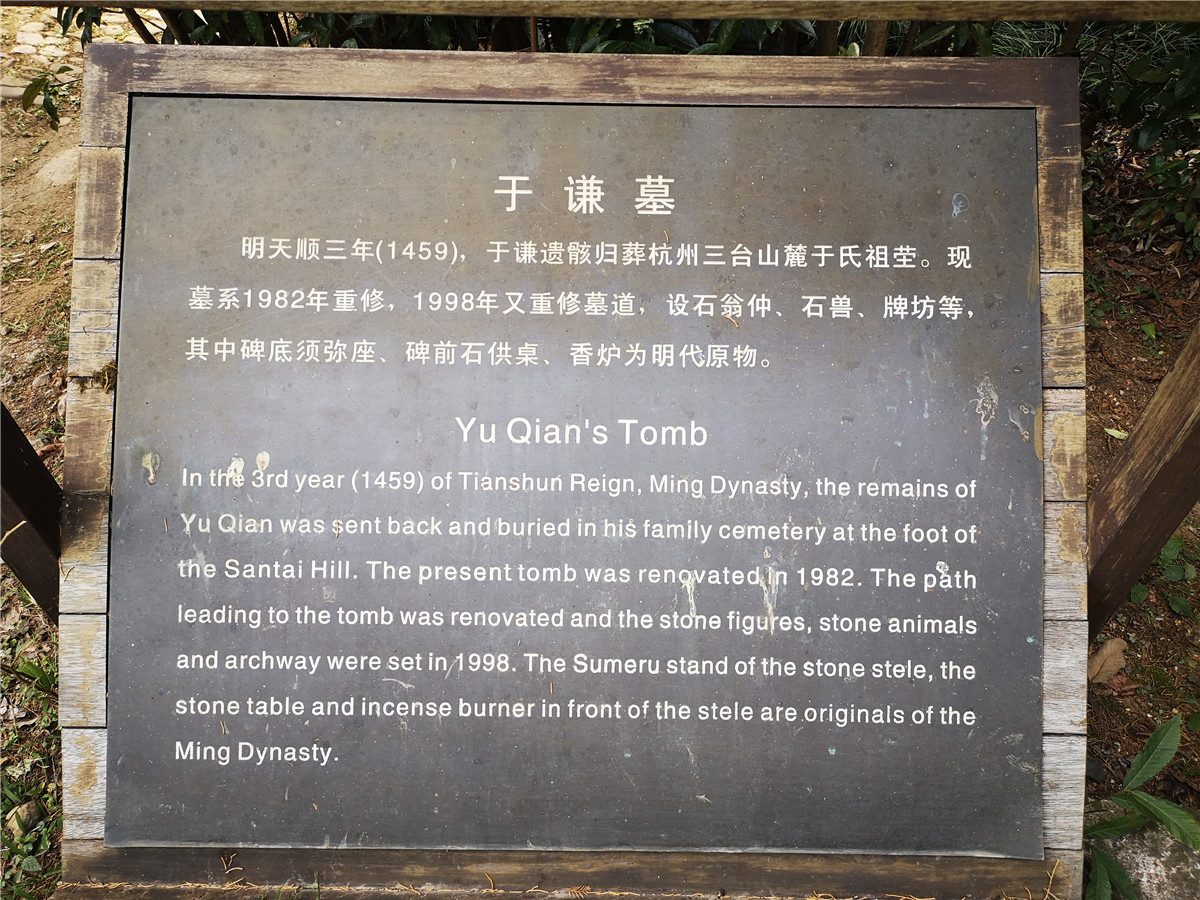 于谦墓
明天顺三年(1459)，于谦遗骸归葬杭州三台山麓于氏祖茔。现
墓系1982年重修，1998年又重修墓道，设石翁仲、石兽、牌坊等，
其中碑底须弥座、碑前石供桌、香炉为明代原物。
Yu Qian's Tomb
In the 3rd year (1459) of Tianshun Reign, Ming Dynasty, the remains of
Yu Qian was sent back and buried in his family cemetery at the foot of
the Santai Hill. The present tomb was renovated in 1982. The path
leading to the tomb was renovated and the stone figures, stone animals
and archway were set in 1998. The Sumeru stand of the stone stele, the
stone table and incense burner in front of the stele are originals of the
Ming Dynasty.